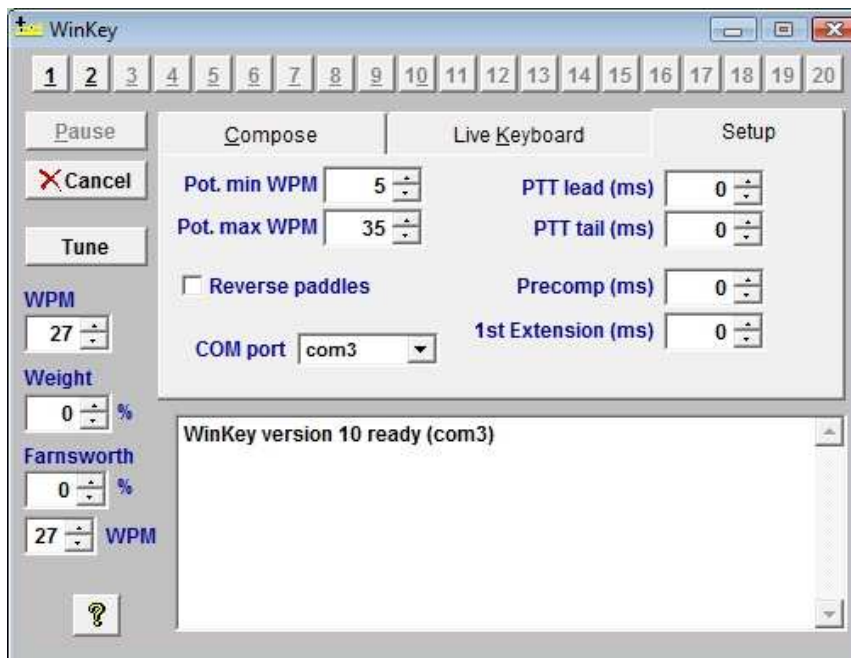 WinKey
1 2 3 4 5 6 7 8 9 10 11 12 13 14 15 16 17 18 19 20
Pause
Compose
Live Keyboard
Setup
Cancel
Pot. min WPM 5
PTT lead (ms) 0
Pot. max WPM 35
PTT tail (ms) 0
Tune
Reverse paddles
Precomp (ms) 0
WPM
27
COM port com3
1st Extension (ms) 0
Weight
0 %
WinKey version 10 ready (com3)
Farnsworth
0 %
27 WPM
?